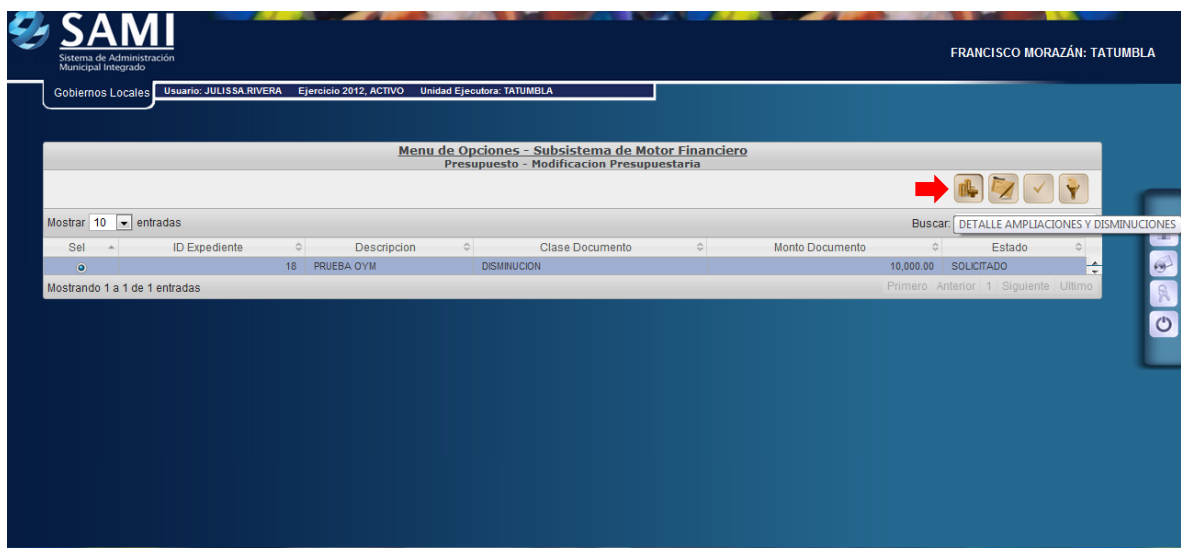 SAMI
Sistema de Administración
Municipal Integrado
FRANCISCO MORAZÁN: TATUMBLA
Gobiernos Locales
Usuario: JULISSA.RIVERA Ejercicio 2012, ACTIVO Unidad Ejecutora: TATUMBLA
Menu de Opciones - Subsistema de Motor Financiero
Presupuesto - Modificacion Presupuestaria
Mostrar 10 entradas
Buscar: DETALLE AMPLIACIONES Y DISMINUCIONES
Sel ID Expediente Descripcion Clase Documento Monto Documento Estado
18 PRUEBA OYM DISMINUCION 10,000.00 SOLICITADO
Mostrando 1 a 1 de 1 entradas
Primero Anterior 1 Siguiente Ultimo